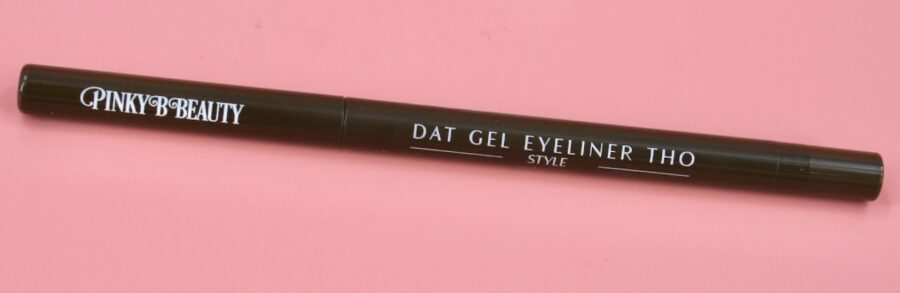 PINKY B BEAUTY
DAT GEL EYELINER THO
STYLE